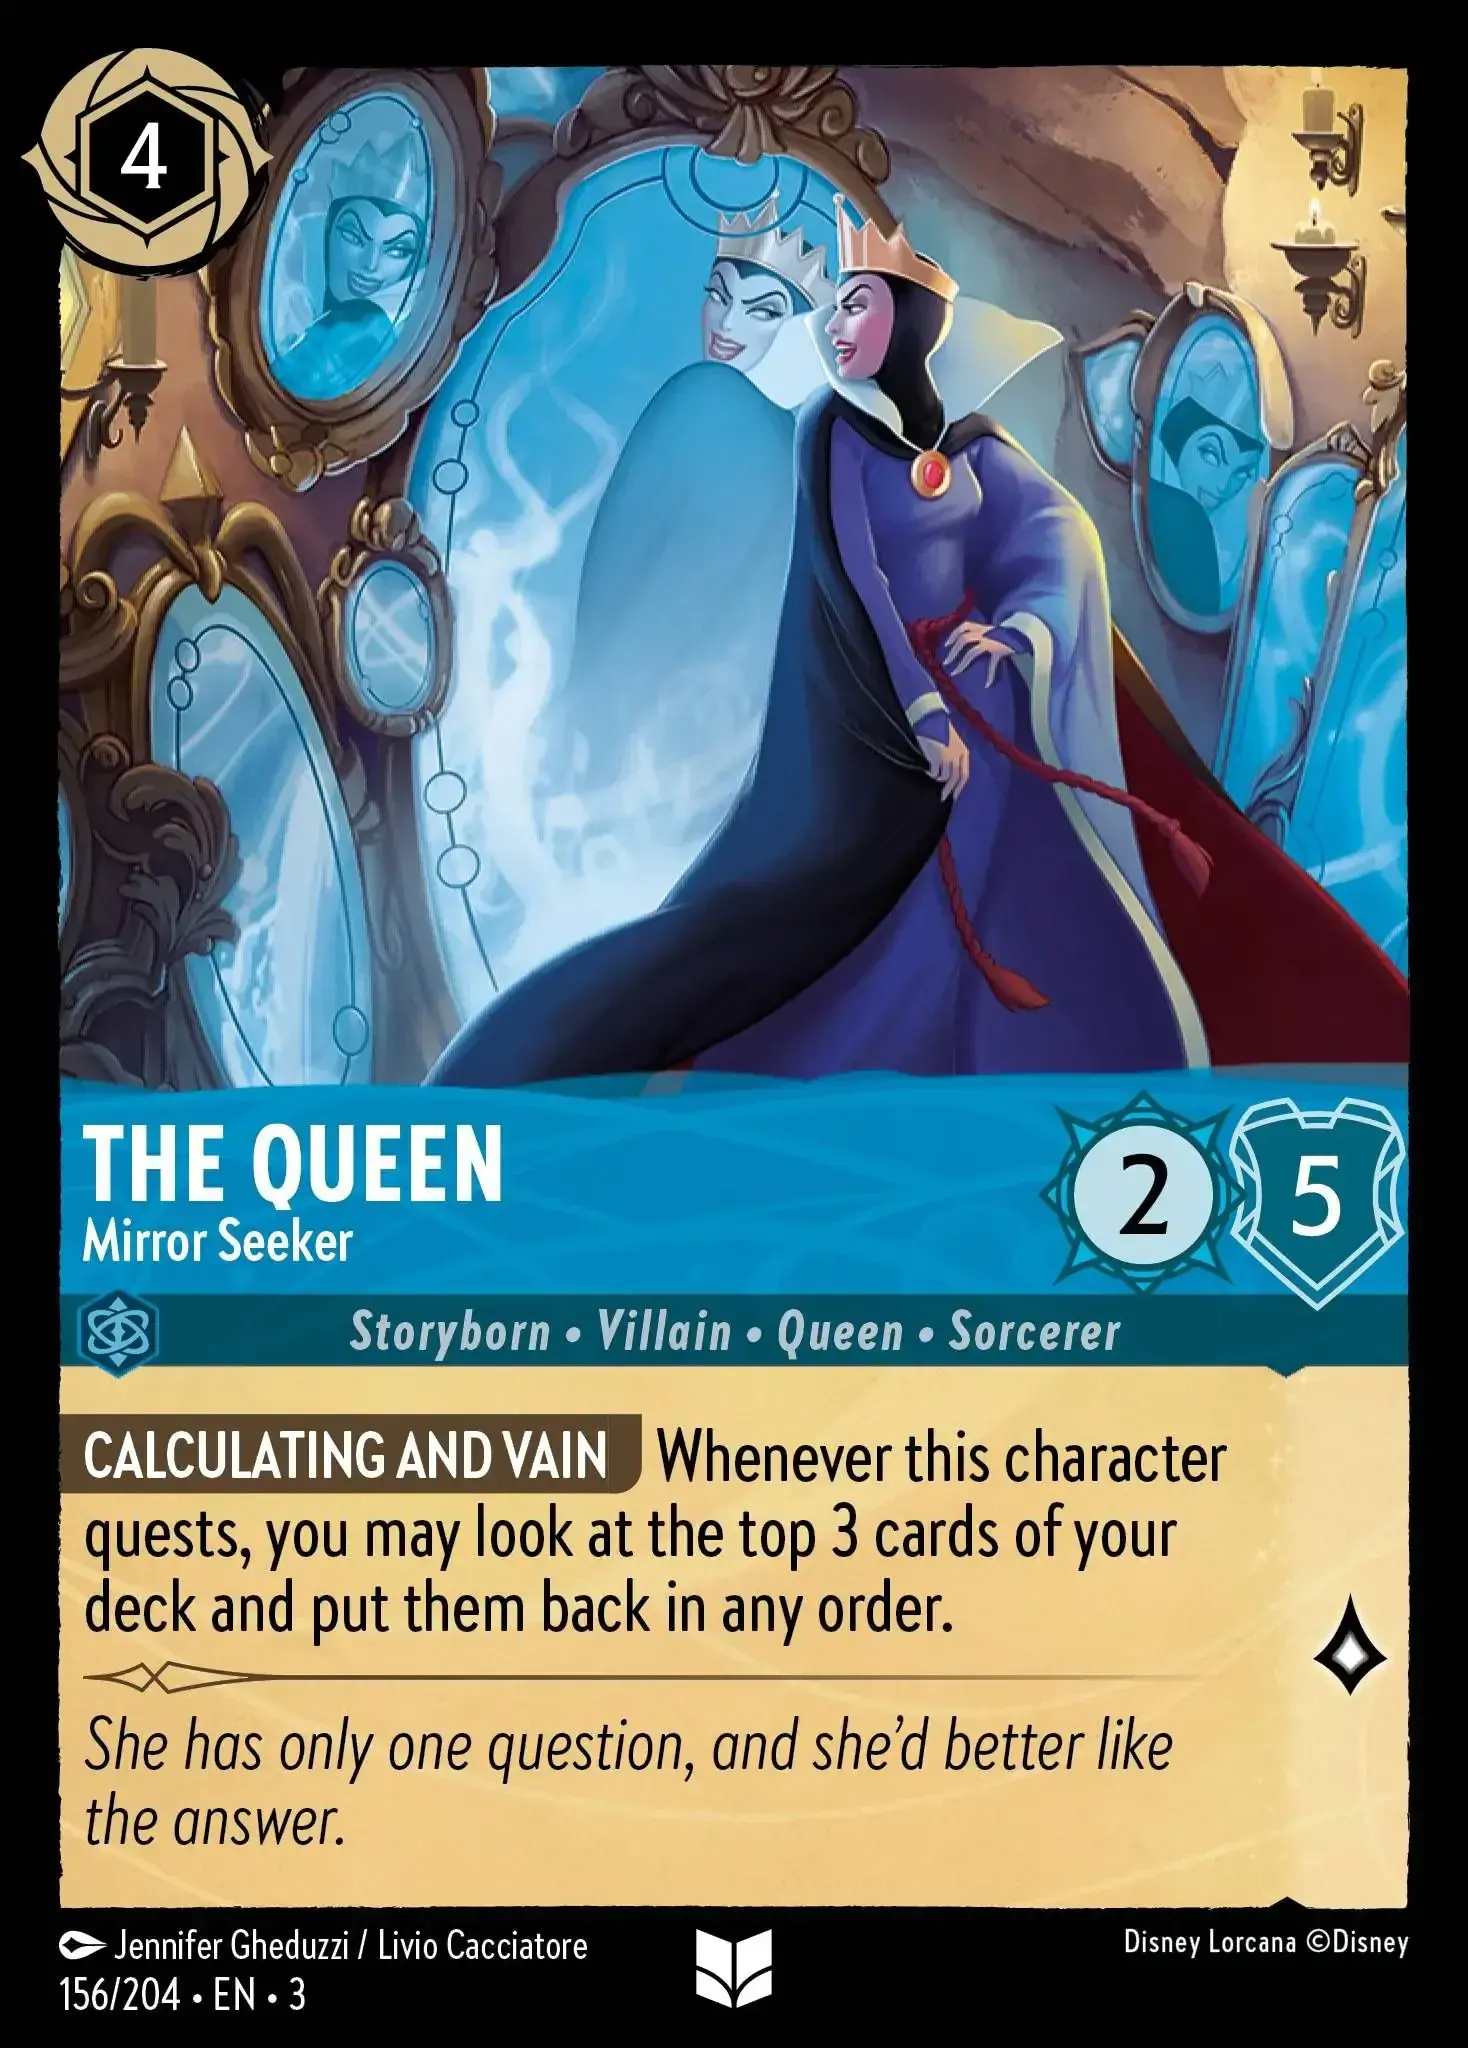 4
THE QUEEN
Mirror Seeker
2
5
Storyborn • Villain • Queen • Sorcerer
CALCULATING AND VAIN Whenever this character
quests, you may look at the top 3 cards of your
deck and put them back in any order.
She has only one question, and she’d better like
the answer.
Jennifer Gheduzzi / Livio Cacciatore
156/204 • EN • 3
Disney Lorcana ©Disney